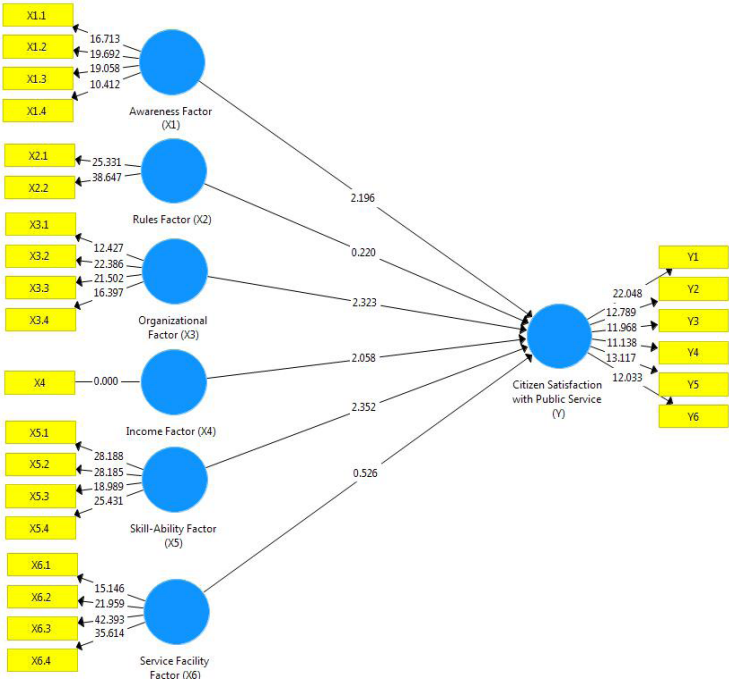 X1.1
X1.2
X1.3
X1.4
16.713
19.692
19.058
10.412
Awareness Factor
(X1)
X2.1
X2.2
25.331
38.647
Rules Factor (X2)
X3.1
X3.2
X3.3
X3.4
12.427
22.386
21.502
16.397
Organizational
Factor (X3)
X4
0.000
Income Factor (X4)
X5.1
X5.2
X5.3
X5.4
28.188
28.185
18.989
25.431
Skill-Ability Factor
(X5)
X6.1
X6.2
X6.3
X6.4
15.146
21.959
42.393
35.614
Service Facility
Factor (X6)
2.196
0.220
2.323
2.058
2.352
0.526
Citizen Satisfaction
with Public Service
(Y)
22.048
12.789
11.968
11.138
13.117
12.033
Y1
Y2
Y3
Y4
Y5
Y6